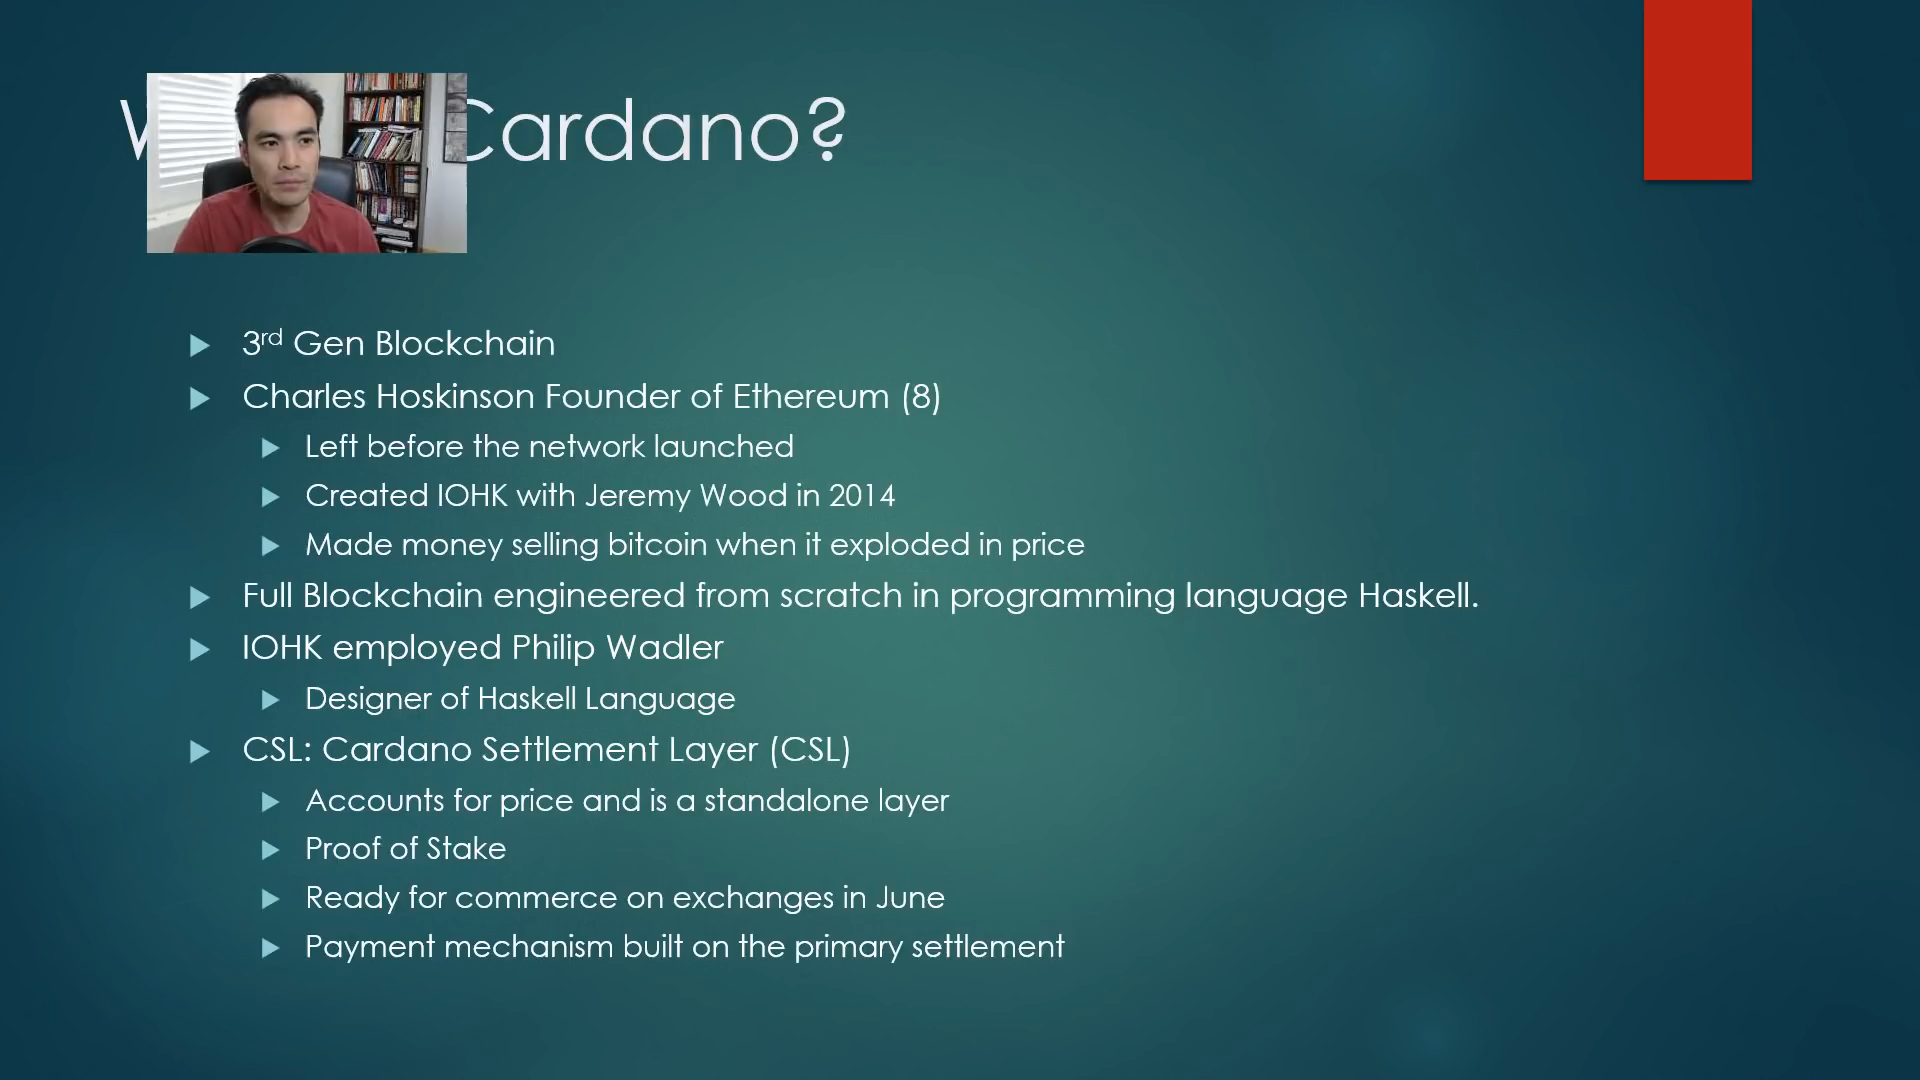 Cardano?
3rd Gen Blockchain
Charles Hoskinson Founder of Ethereum (8)
Left before the network launched
Created IOHK with Jeremy Wood in 2014
Made money selling bitcoin when it exploded in price
Full Blockchain engineered from scratch in programming language Haskell.
IOHK employed Philip Wadler
Designer of Haskell Language
CSL: Cardano Settlement Layer (CSL)
Accounts for price and is a standalone layer
Proof of Stake
Ready for commerce on exchanges in June
Payment mechanism built on the primary settlement